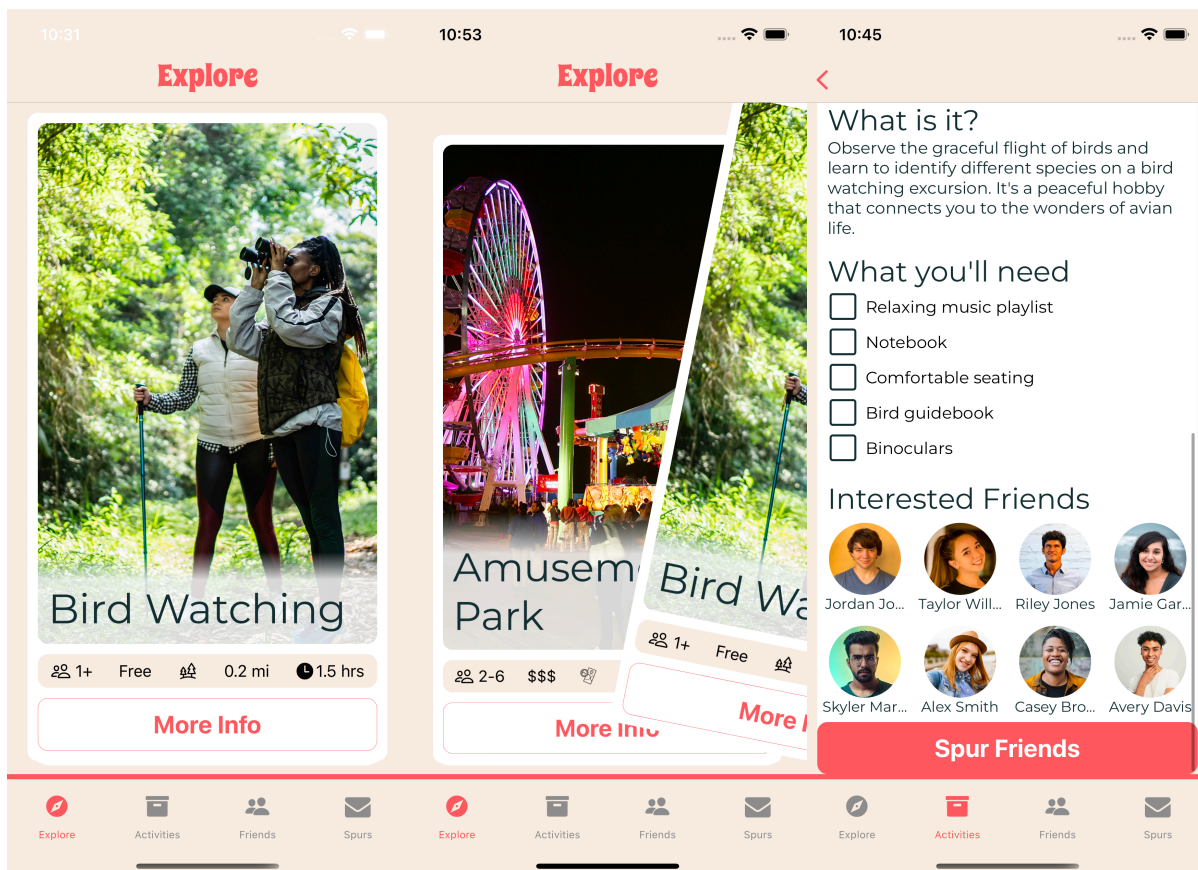 10:31
Explore
Bird Watching
1+ Free 0.2 mi 1.5 hrs
More Info
Explore Activities Friends Spurs
10:53
Explore
Amusem
Park
2-6 $$$
More Info
Bird Wa
1+ Free
More I
Explore Activities Friends Spurs
10:45
What is it?
Observe the graceful flight of birds and
learn to identify different species on a bird
watching excursion. It's a peaceful hobby
that connects you to the wonders of avian
life.
What you'll need
Relaxing music playlist
Notebook
Comfortable seating
Bird guidebook
Binoculars
Interested Friends
Jordan Jo... Taylor Will... Riley Jones Jamie Gar...
Skyler Mar... Alex Smith Casey Bro... Avery Davis
Spur Friends
Explore Activities Friends Spurs